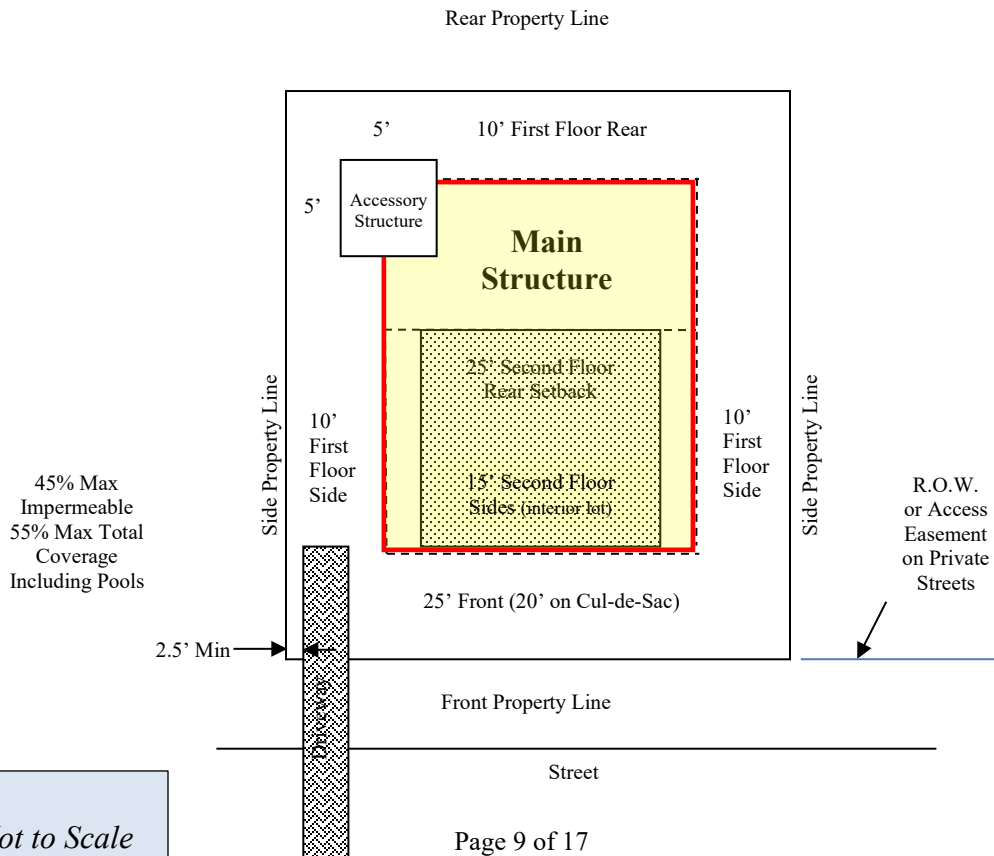 Rear Property Line
5’
10’ First Floor Rear
5’
Accessory
Structure
Main
Structure
25’ Second Floor
Rear Setback
Side Property Line
10’
First
Floor
Side
15’ Second Floor
Sides (interior lot)
10’
First
Floor
Side
Side Property Line
45% Max
Impermeable
55% Max Total
Coverage
Including Pools
R.O.W.
or Access
Easement
on Private
Streets
25’ Front (20’ on Cul-de-Sac)
2.5’ Min
Driveway
Front Property Line
Street
to Scale
Page 9 of 17